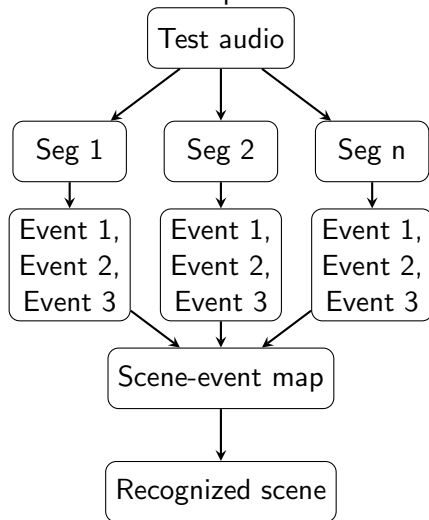 Test audio
Seg 1
Seg 2
Seg n
Event 1,
Event 2,
Event 3
Event 1,
Event 2,
Event 3
Event 1,
Event 2,
Event 3
Scene-event map
Recognized scene